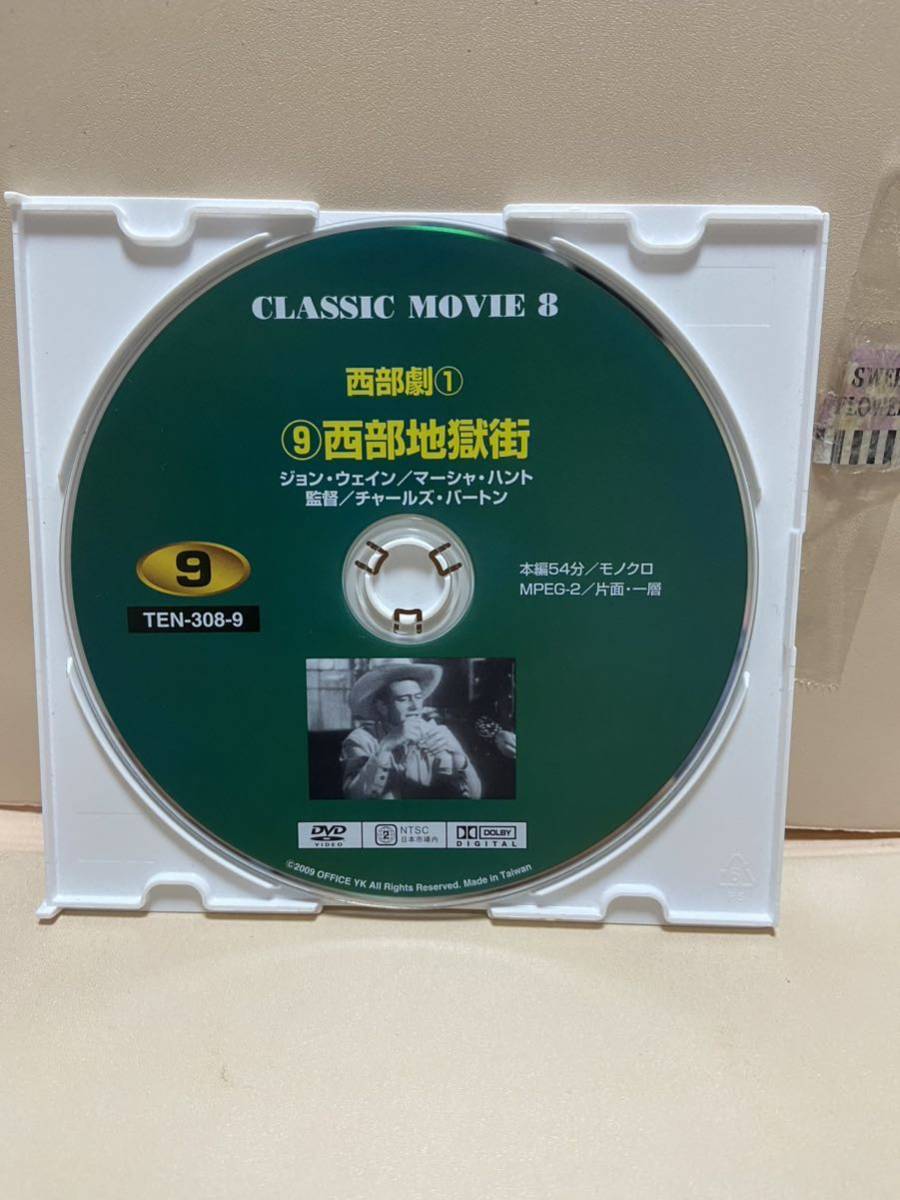 CLASSIC MOVIE 8
西部劇①
⑨西部地獄街
ジョン・ウェイン／マーシャ・ハント
監督／チャールズ・バートン
9
TEN-308-9
本編54分／モノクロ
MPEG-2／片面・一層
DVD
VIDEO
2
NTSC
日本市場内
DOLBY
DIGITAL
©2009 OFFICE YK All Rights Reserved. Made in Taiwan